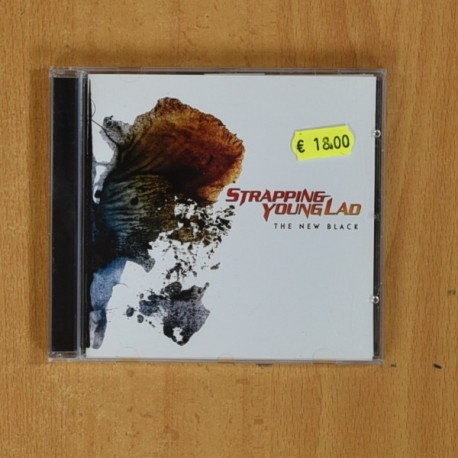 € 18.00
STRAPPING
YOUNG LAD
THE NEW BLACK